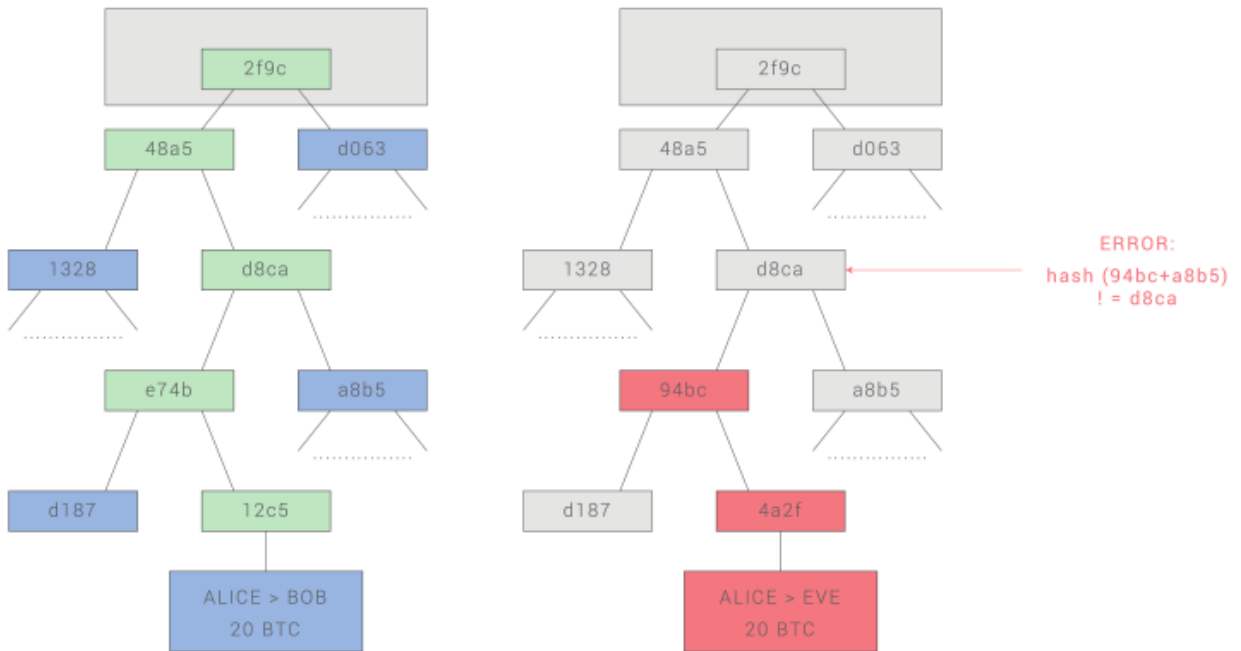 2f9c
2f9c
48a5
d063
48a5
d063
1328
d8ca
1328
d8ca
ERROR:
hash (94bc+a8b5)
! = d8ca
e74b
a8b5
94bc
a8b5
d187
12c5
d187
4a2f
ALICE > BOB
20 BTC
ALICE > EVE
20 BTC